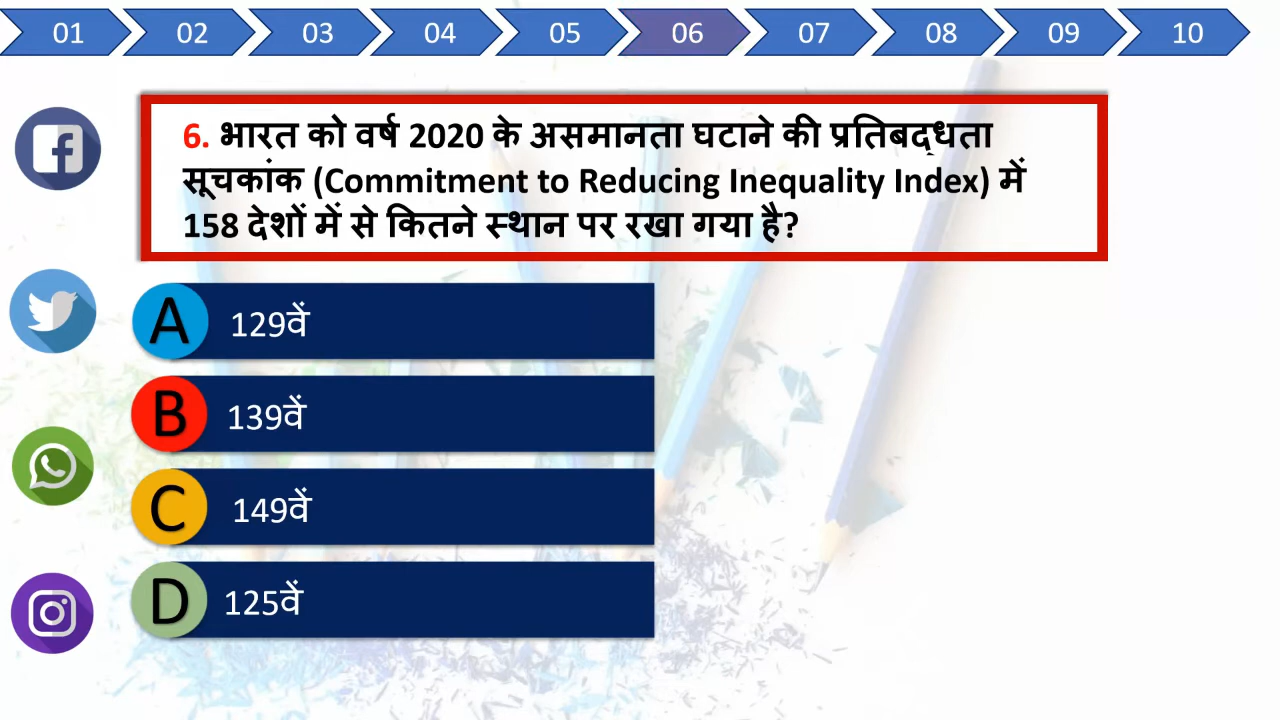 01 02 03 04 05 06 07 08 09 10
6. भारत को वर्ष 2020 के असमानता घटाने की प्रतिबद्धता
सूचकांक (Commitment to Reducing Inequality Index) में
158 देशों में से कितने स्थान पर रखा गया है?
A 129वें
B 139वें
C 149वें
D 125वें